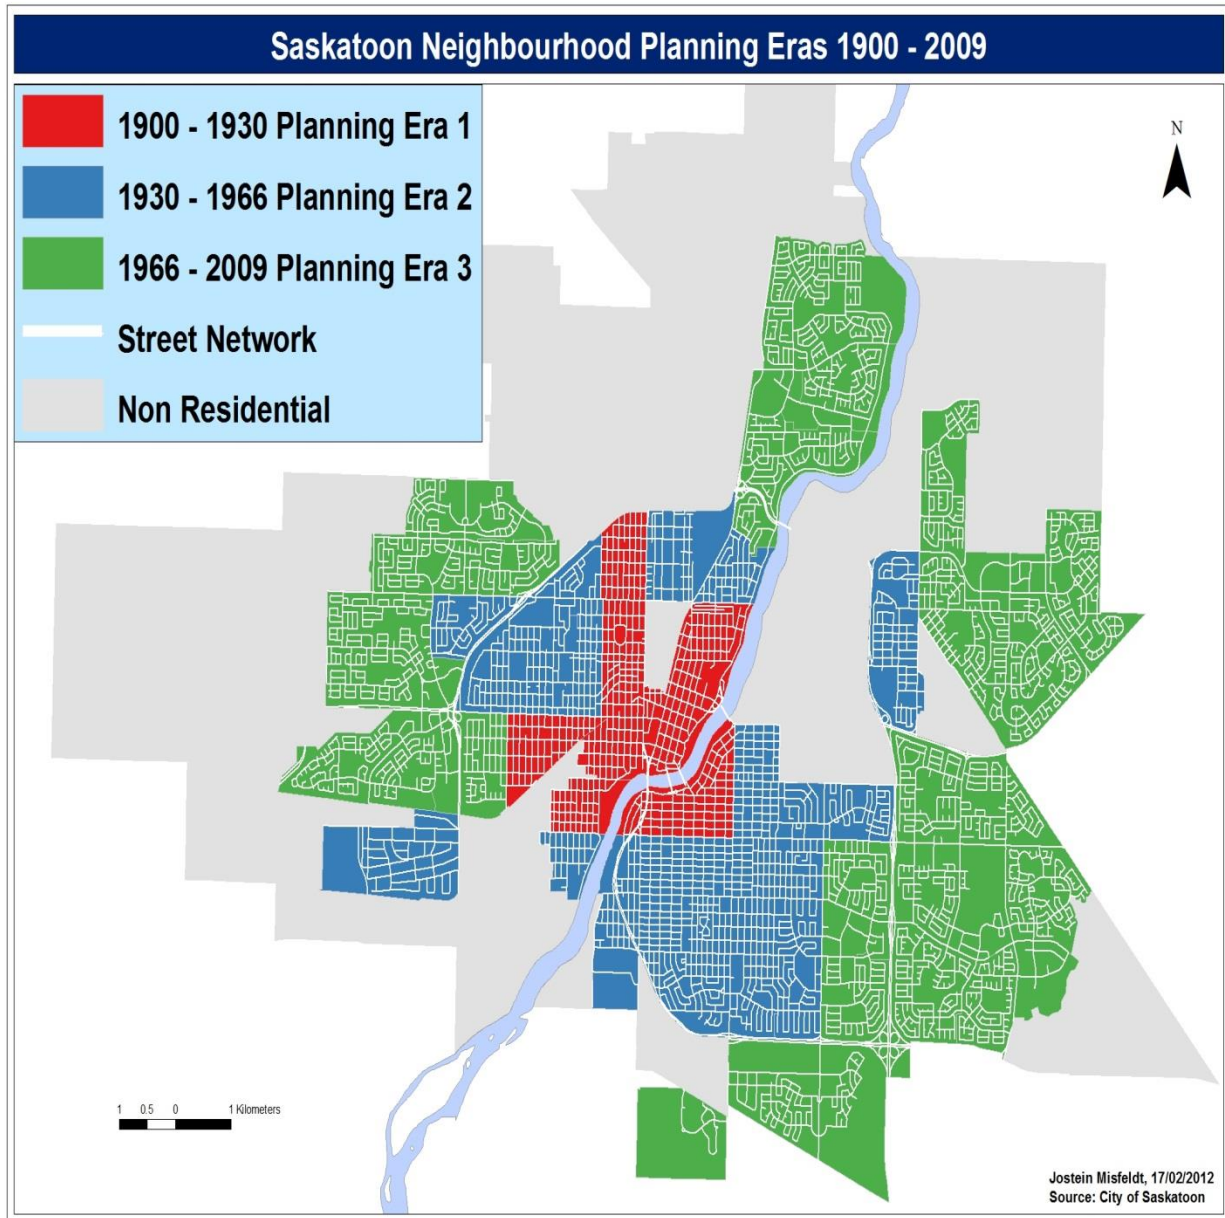 Saskatoon Neighbourhood Planning Eras 1900 - 2009
1900 - 1930 Planning Era 1
1930 - 1966 Planning Era 2
1966 - 2009 Planning Era 3
Street Network
Non Residential
N
1 0.5 0 1 Kilometers
Jostein Misfeldt, 17/02/2012
Source: City of Saskatoon